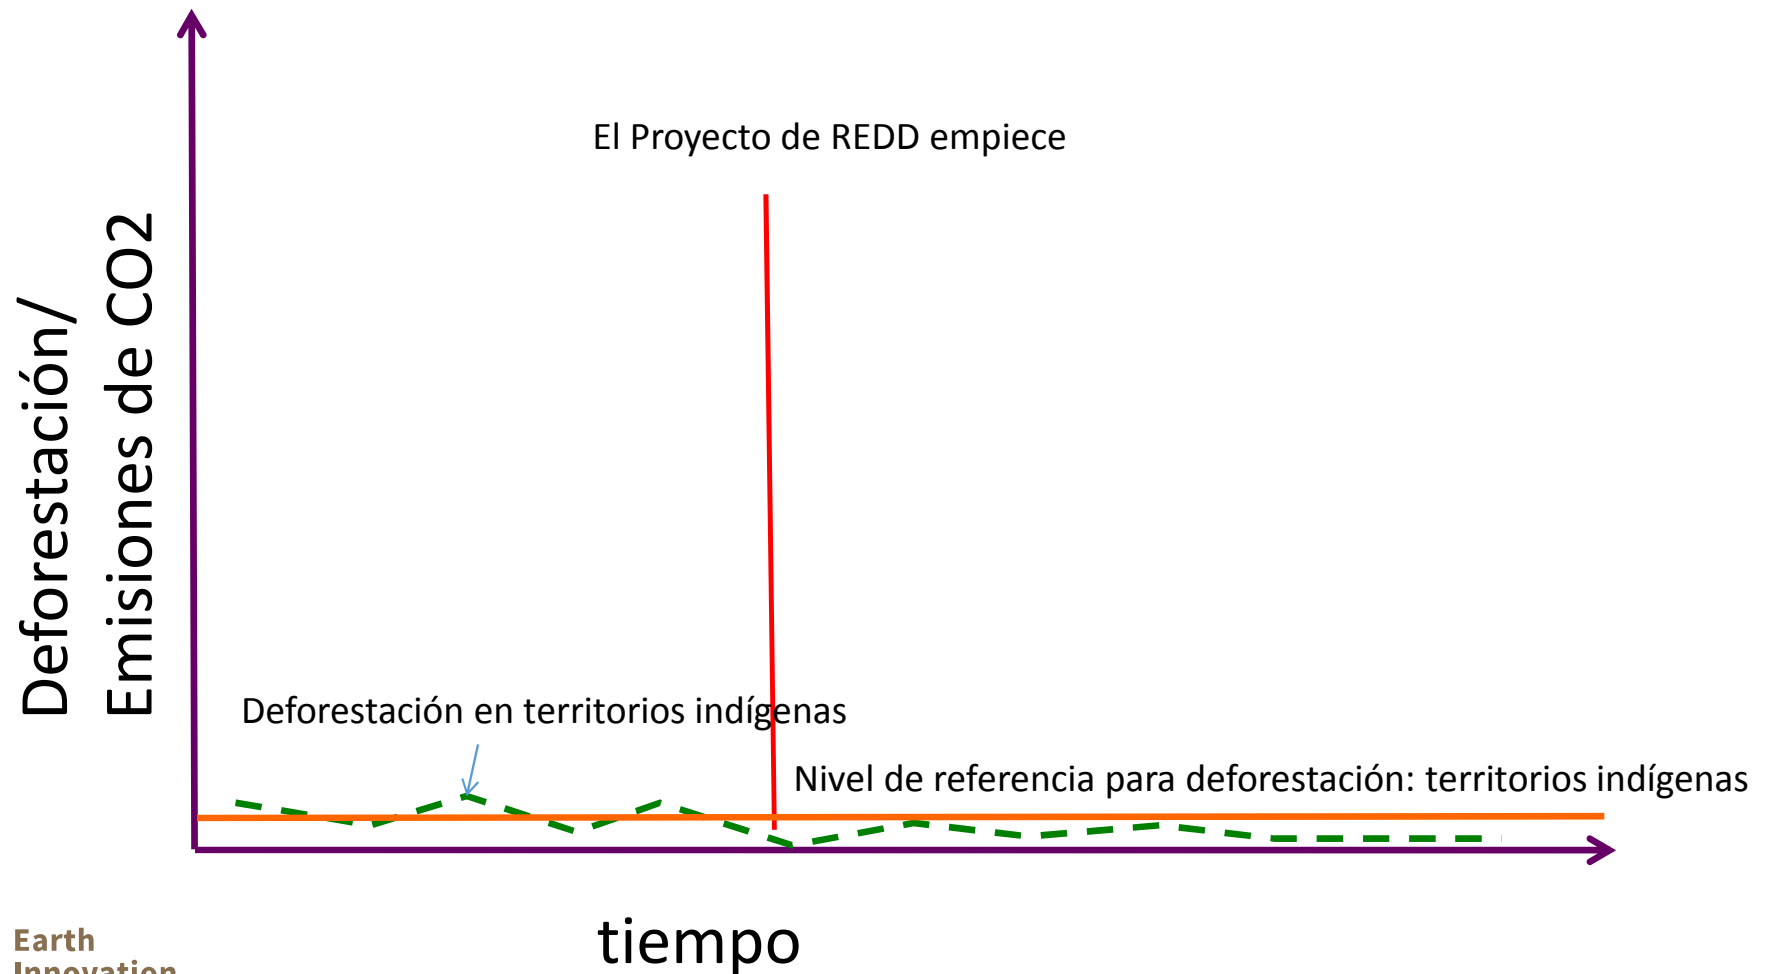 El Proyecto de REDD empiece
Deforestación/
Emisiones de CO2
Deforestación en territorios indígenas
Nivel de referencia para deforestación: territorios indígenas
tiempo
Earth
Innovation